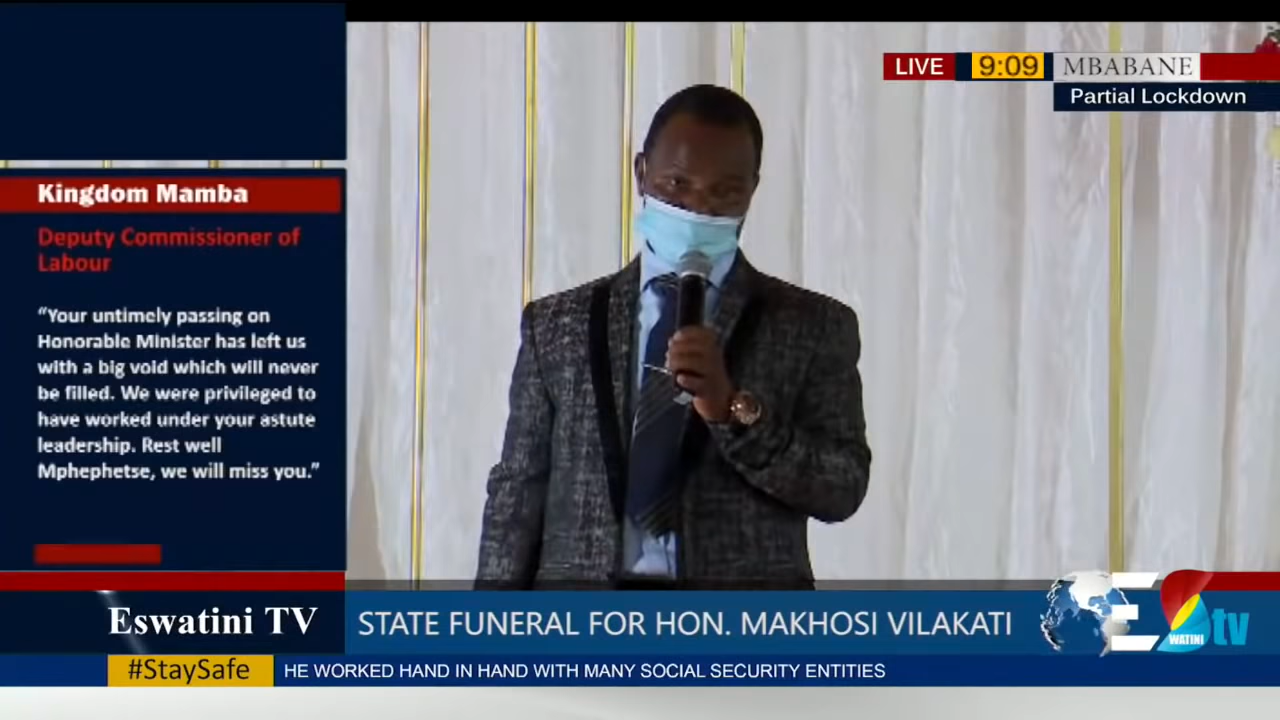 LIVE 9:09 MBABANE
Partial Lockdown
Kingdom Mamba
Deputy Commissioner of
Labour
“Your untimely passing on
Honorable Minister has left us
with a big void which will never
be filled. We were privileged to
have worked under your astute
leadership. Rest well
Mphephetse, we will miss you.”
Eswatini TV
STATE FUNERAL FOR HON. MAKHOSI VILAKATI
E WATINI tv
#StaySafe
HE WORKED HAND IN HAND WITH MANY SOCIAL SECURITY ENTITIES